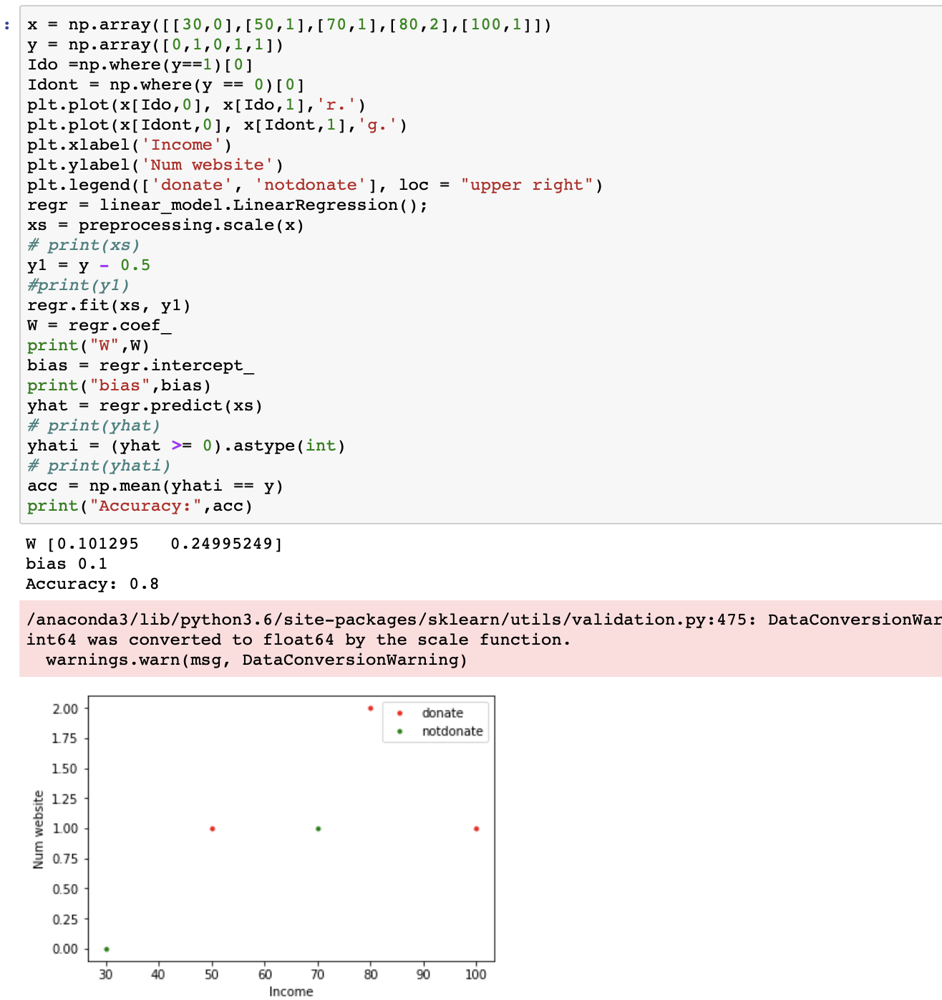 :
x = np.array([[30,0],[50,1],[70,1],[80,2],[100,1]])
y = np.array([0,1,0,1,1])
Ido =np.where(y==1)[0]
Idont = np.where(y == 0)[0]
plt.plot(x[Ido,0], x[Ido,1],'r.')
plt.plot(x[Idont,0], x[Idont,1],'g.')
plt.xlabel('Income')
plt.ylabel('Num website')
plt.legend(['donate', 'notdonate'], loc = "upper right")
regr = linear_model.LinearRegression();
xs = preprocessing.scale(x)
# print(xs)
y1 = y - 0.5
#print(y1)
regr.fit(xs, y1)
W = regr.coef_
print("W",W)
bias = regr.intercept_
print("bias",bias)
yhat = regr.predict(xs)
# print(yhat)
yhati = (yhat >= 0).astype(int)
# print(yhati)
acc = np.mean(yhati == y)
print("Accuracy:",acc)
W [0.101295   0.24995249]
bias 0.1
Accuracy: 0.8
/anaconda3/lib/python3.6/site-packages/sklearn/utils/validation.py:475: DataConversionWar
int64 was converted to float64 by the scale function.
  warnings.warn(msg, DataConversionWarning)
donate
notdonate
2.00
1.75
1.50
1.25
1.00
0.75
0.50
0.25
0.00
Num website
30 40 50 60 70 80 90 100
Income